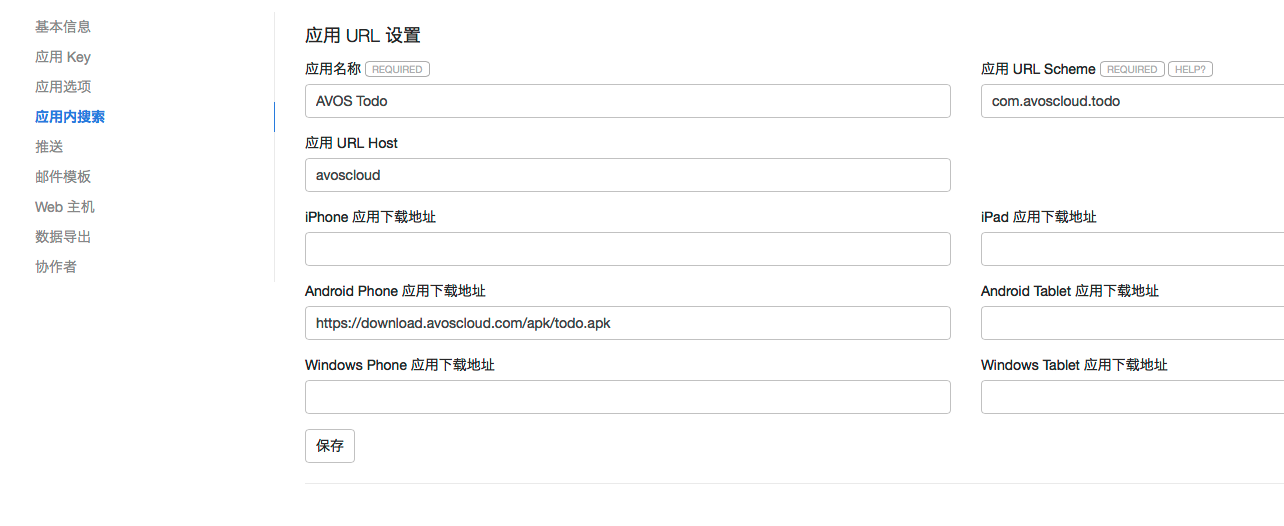 基本信息
应用 Key
应用选项
应用内搜索
推送
邮件模板
Web 主机
数据导出
协作者
应用 URL 设置
应用名称 REQUIRED
AVOS Todo
应用 URL Scheme REQUIRED HELP?
com.avoscloud.todo
应用 URL Host
avoscloud
iPhone 应用下载地址
iPad 应用下载地址
Android Phone 应用下载地址
https://download.avoscloud.com/apk/todo.apk
Android Tablet 应用下载地址
Windows Phone 应用下载地址
Windows Tablet 应用下载地址
保存